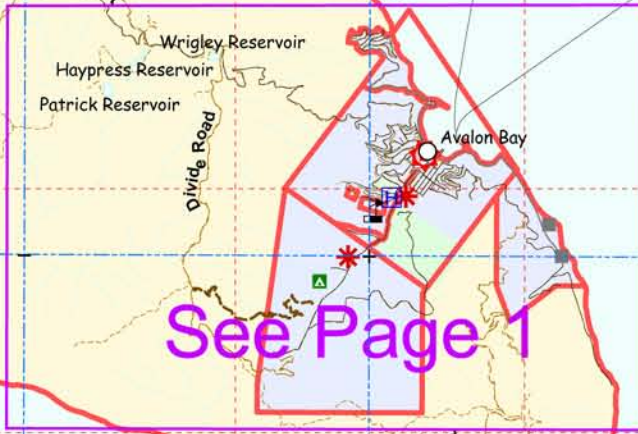 Wrigley Reservoir
Haypress Reservoir
Patrick Reservoir
Avalon Bay
Divide Road
H
See Page 1